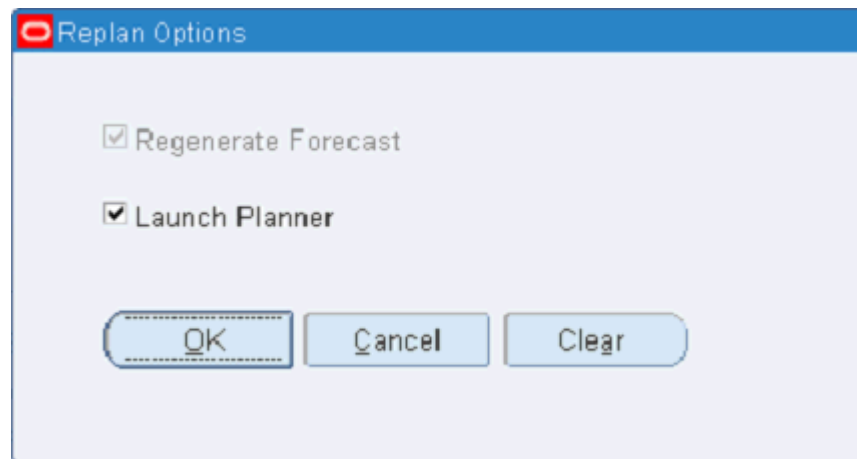 Replan Options
Regenerate Forecast
Launch Planner
OK Cancel Clear